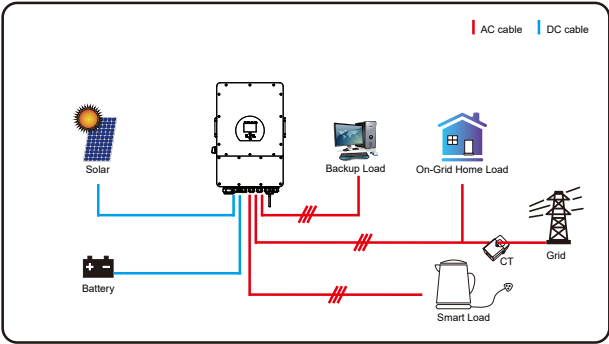 AC cable
DC cable
Solar
Backup Load
On-Grid Home Load
CT
Grid
Battery
Smart Load